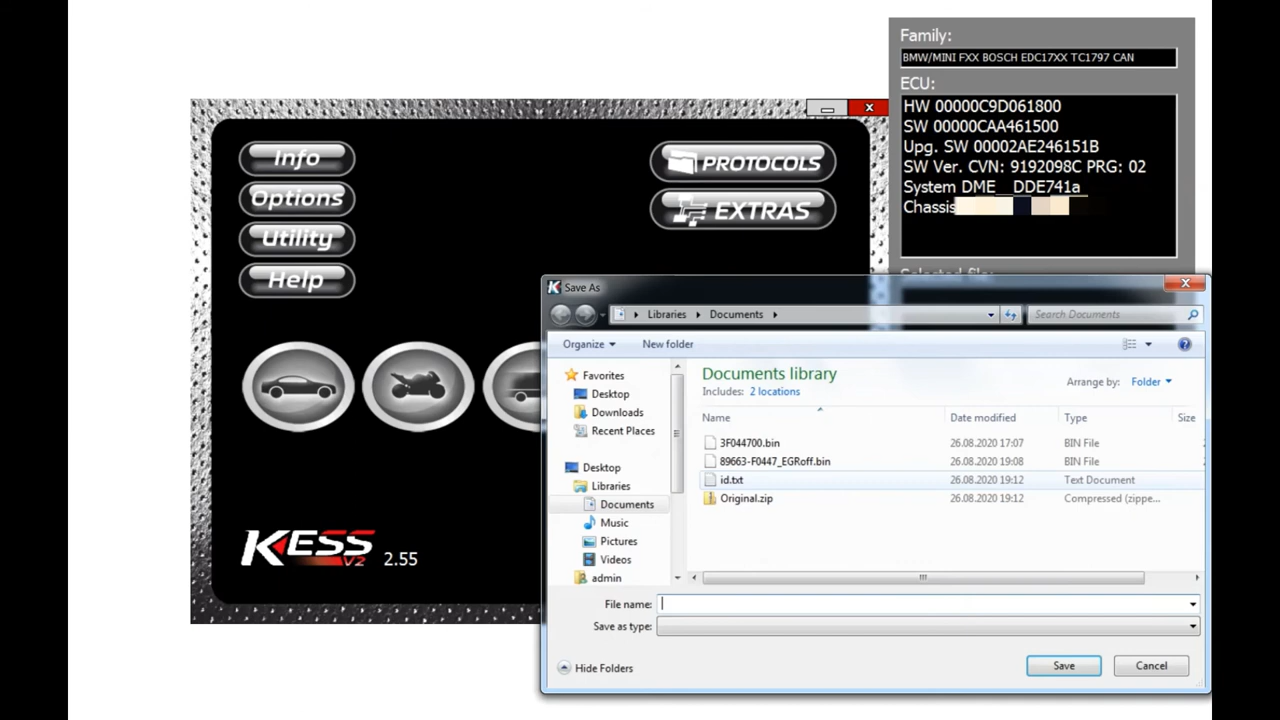 Family:
BMW/MINI FXX BOSCH EDC17XX TC1797 CAN
ECU:
HW 00000C9D061800
SW 00000CAA461500
Upg. SW 00002AE246151B
SW Ver. CVN: 9192098C PRG: 02
System DME__DDE741a
Chassis
Selected file:
x
Info
Options
Utility
Help
PROTOCOLS
EXTRAS
KESS V2 2.55
K Save As
x
Libraries Documents
Search Documents
Organize New folder
?
Favorites
Desktop
Downloads
Recent Places
Desktop
Libraries
Documents
Music
Pictures
Videos
admin
Documents library
Includes: 2 locations
Arrange by: Folder
Name Date modified Type Size
3F044700.bin 26.08.2020 17:07 BIN File
89663-F0447_EGRoff.bin 26.08.2020 19:08 BIN File
id.txt 26.08.2020 19:12 Text Document
Original.zip 26.08.2020 19:12 Compressed (zippe...
File name:
Save as type:
Hide Folders
Save
Cancel